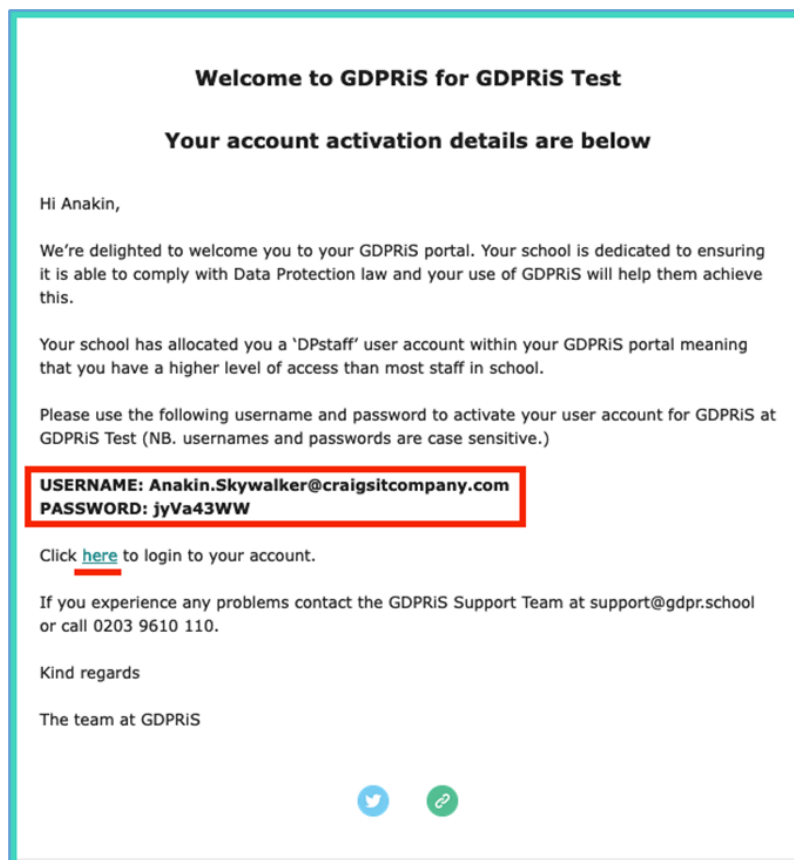 Welcome to GDPRiS for GDPRiS Test
Your account activation details are below
Hi Anakin,
We're delighted to welcome you to your GDPRiS portal. Your school is dedicated to ensuring
it is able to comply with Data Protection law and your use of GDPRiS will help them achieve
this.
Your school has allocated you a 'DPstaff' user account within your GDPRiS portal meaning
that you have a higher level of access than most staff in school.
Please use the following username and password to activate your user account for GDPRiS at
GDPRiS Test (NB. usernames and passwords are case sensitive.)
USERNAME: Anakin.Skywalker@craigsitcompany.com
PASSWORD: jyVa43WW
Click here to login to your account.
If you experience any problems contact the GDPRiS Support Team at support@gdpr.school
or call 0203 9610 110.
Kind regards
The team at GDPRiS